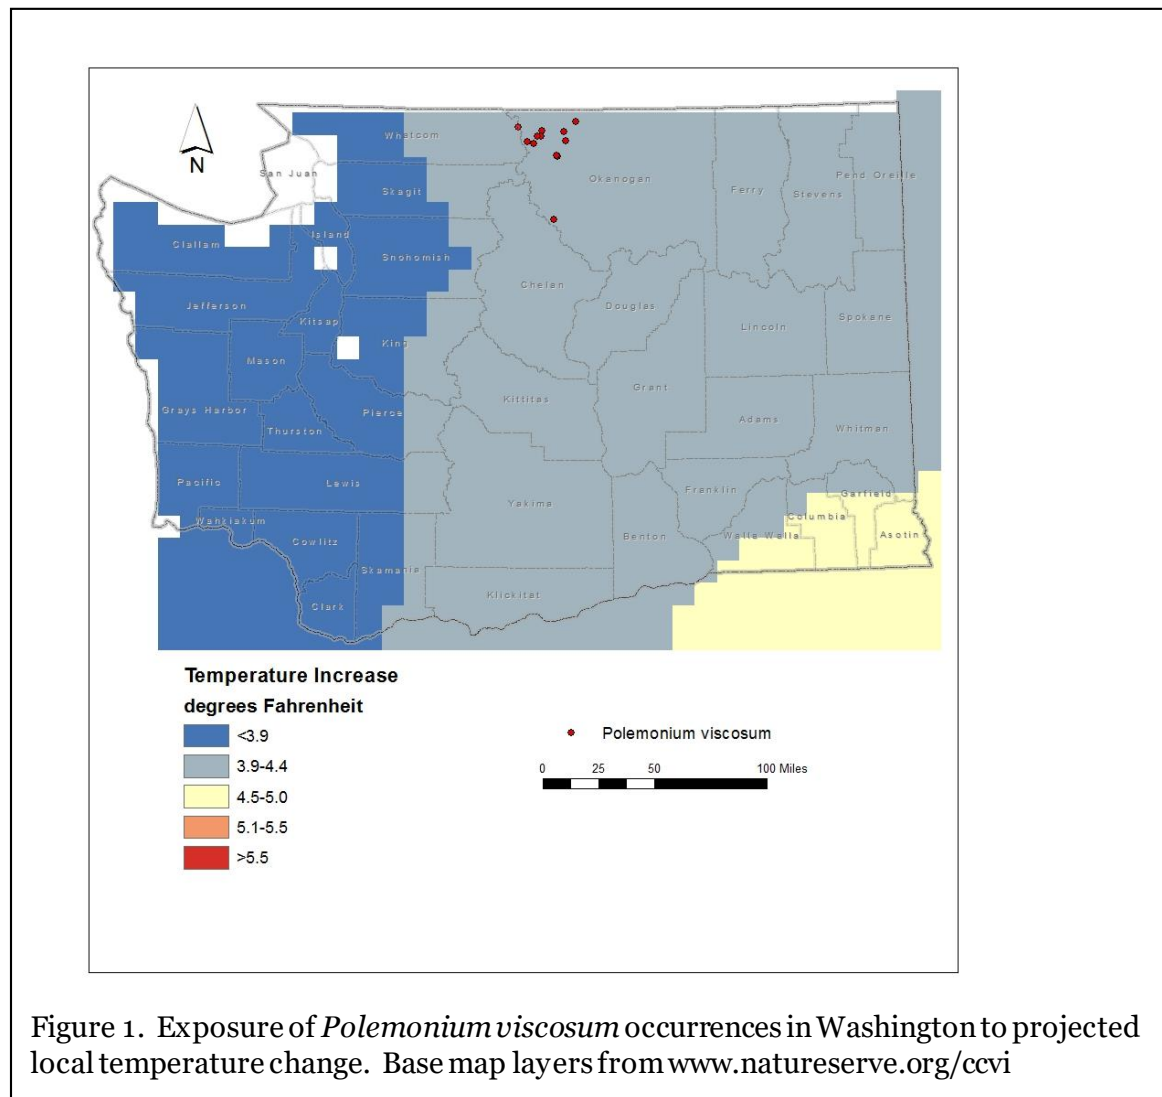 N
Whatcom
San Juan
Skagit
Okanogan
Ferry
Stevens
Pend Oreille
Island
Clallam
Snohomish
Chelan
Jefferson
Kitsap
Douglas
Lincoln
Spokane
King
Mason
Kittitas
Grant
Grays Harbor
Pierce
Adams
Thurston
Whitman
Pacific
Lewis
Yakima
Franklin
Garfield
Wahkiakum
Columbia
Cowlitz
Benton
Walla Walla
Asotin
Skamania
Klickitat
Clark
Temperature Increase
degrees Fahrenheit
<3.9
3.9-4.4
4.5-5.0
5.1-5.5
>5.5
Polemonium viscosum
0 25 50 100 Miles
Figure 1. Exposure of Polemonium viscosum occurrences in Washington to projected
local temperature change. Base map layers from www.natureserve.org/ccvi